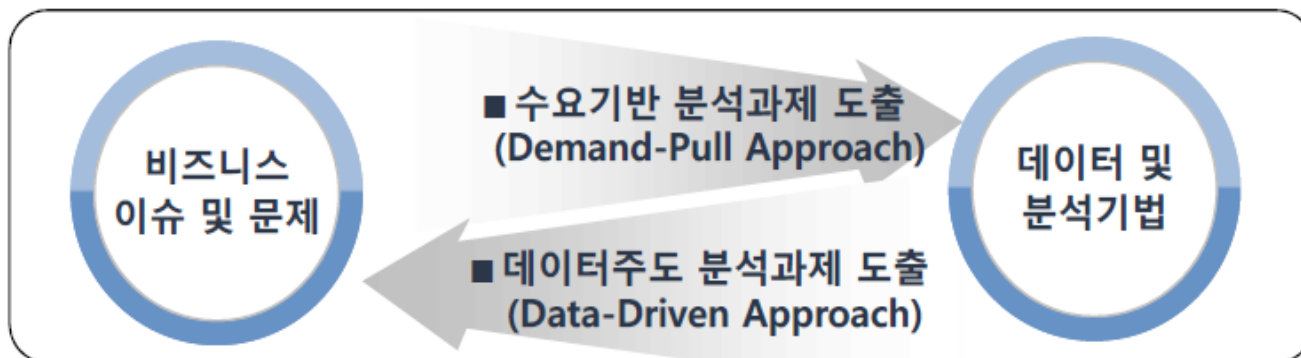 비즈니스
이슈 및 문제
■ 수요기반 분석과제 도출
(Demand-Pull Approach)
■ 데이터주도 분석과제 도출
(Data-Driven Approach)
데이터 및
분석기법